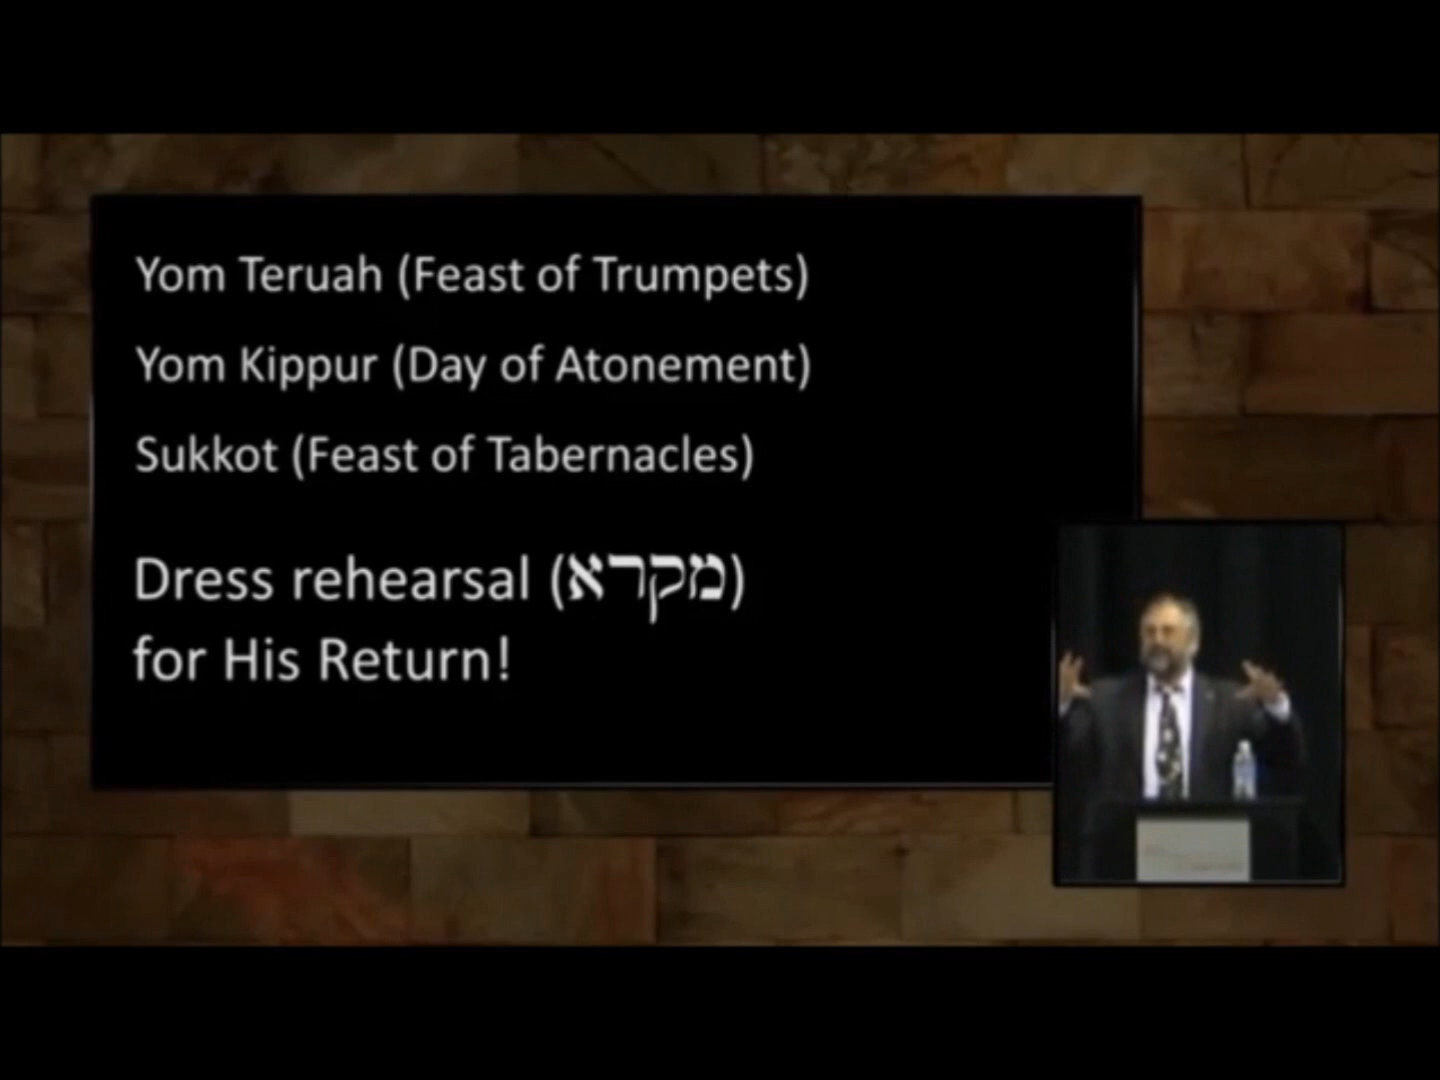 Yom Teruah (Feast of Trumpets)
Yom Kippur (Day of Atonement)
Sukkot (Feast of Tabernacles)
Dress rehearsal (מקרא)
for His Return!